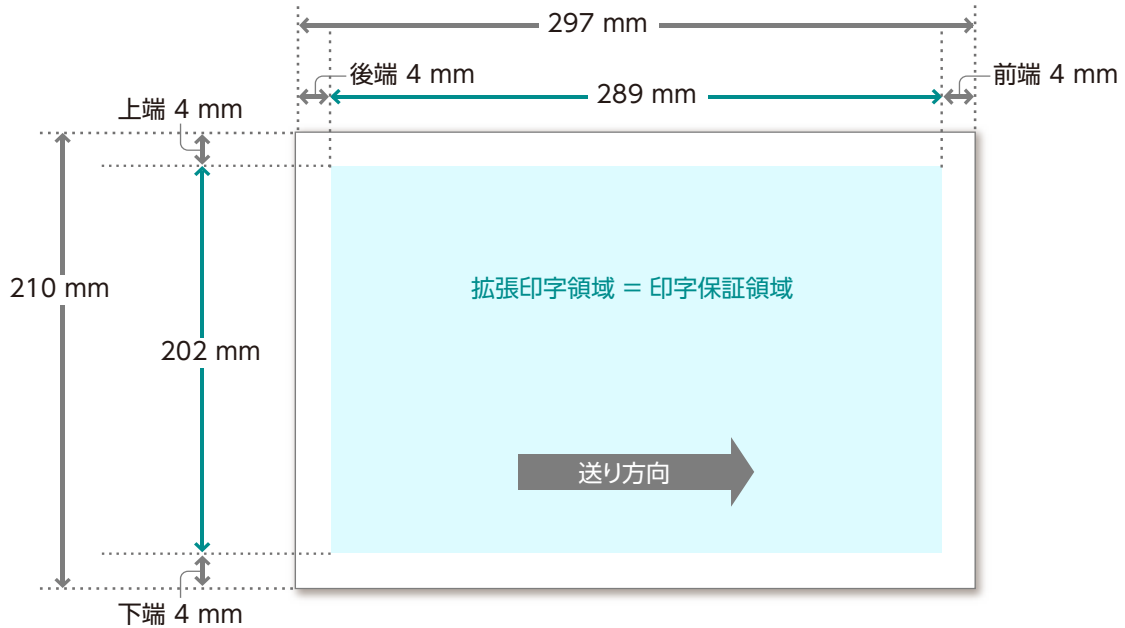 297 mm
後端 4 mm
前端 4 mm
289 mm
上端 4 mm
210 mm
拡張印字領域 = 印字保証領域
202 mm
送り方向
下端 4 mm